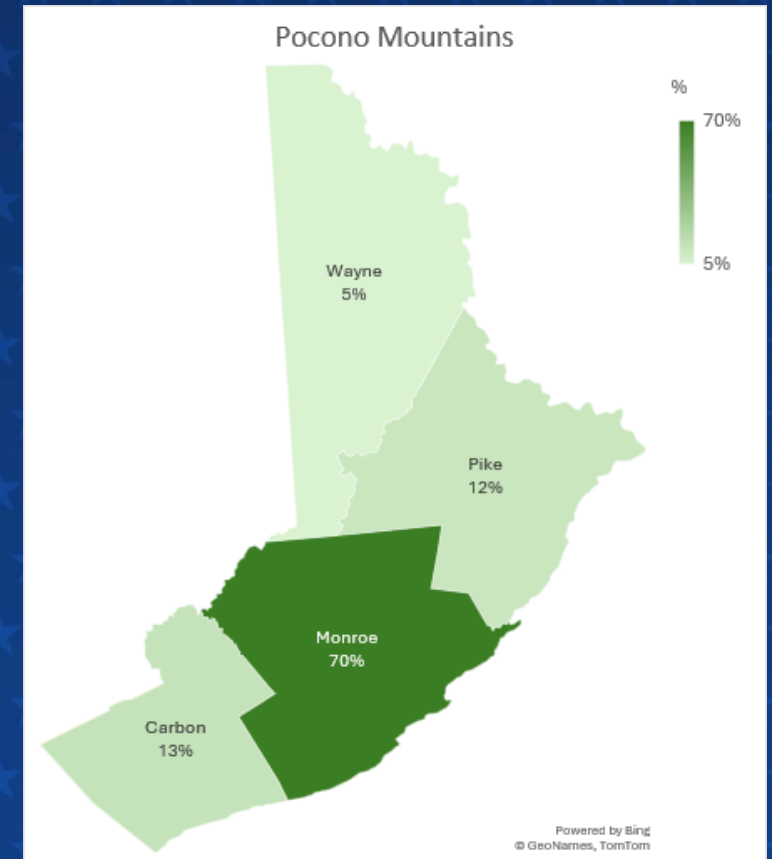 Pocono Mountains
%
70%
5%
Wayne
5%
Pike
12%
Monroe
70%
Carbon
13%
Powered by Bing
© GeoNames, TomTom